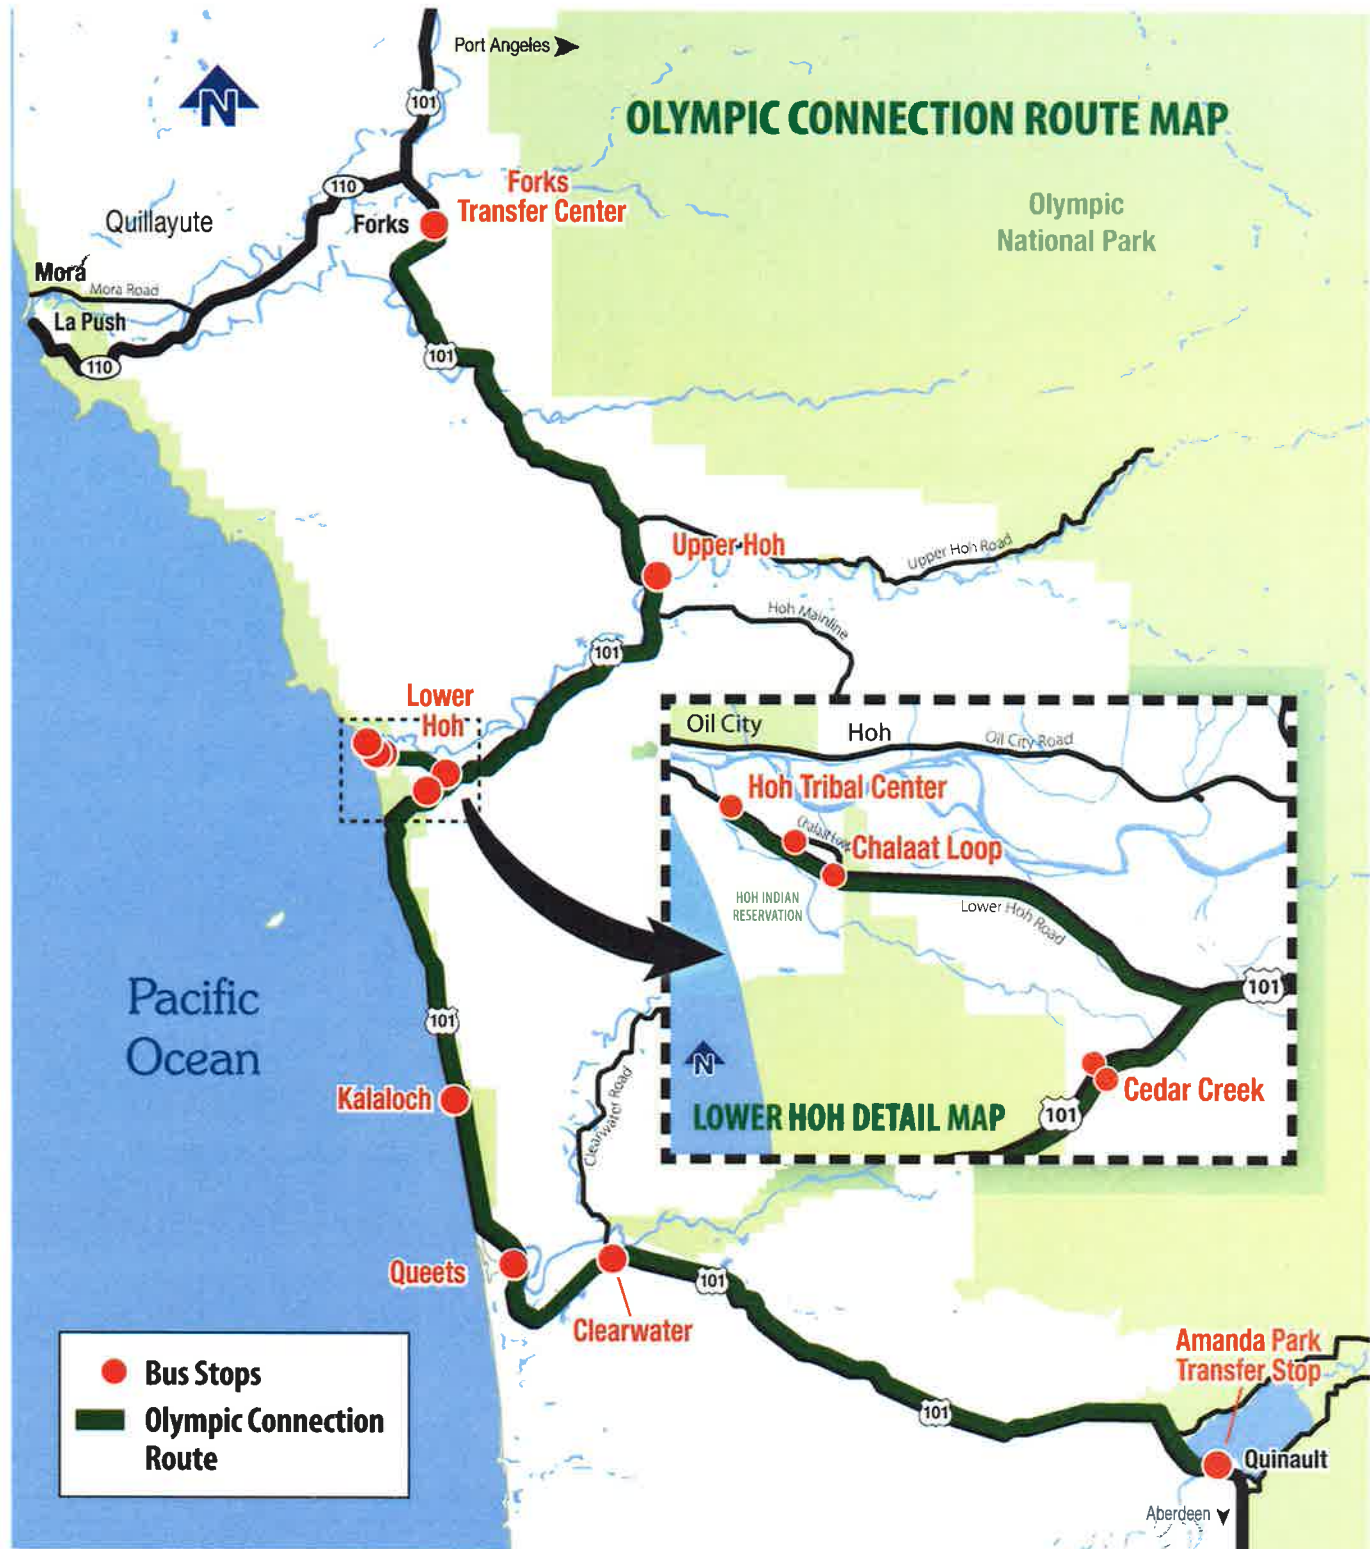 Port Angeles
N
101
OLYMPIC CONNECTION ROUTE MAP
110
Forks
Transfer Center
Forks
Quillayute
Olympic
National Park
Mora
Mora Road
La Push
110
101
Upper Hoh
Upper Hoh Road
Hoh Mainline
101
Lower
Hoh
Oil City
Hoh
Oil City Road
Hoh Tribal Center
Chalaat Loop
Chalaat Loop
HOH INDIAN
RESERVATION
Lower Hoh Road
101
N
Cedar Creek
101
LOWER HOH DETAIL MAP
Pacific
Ocean
101
Kalaloch
Clearwater Road
Queets
101
Clearwater
Amanda Park
Transfer Stop
101
Quinault
Aberdeen
Bus Stops
Olympic Connection
Route